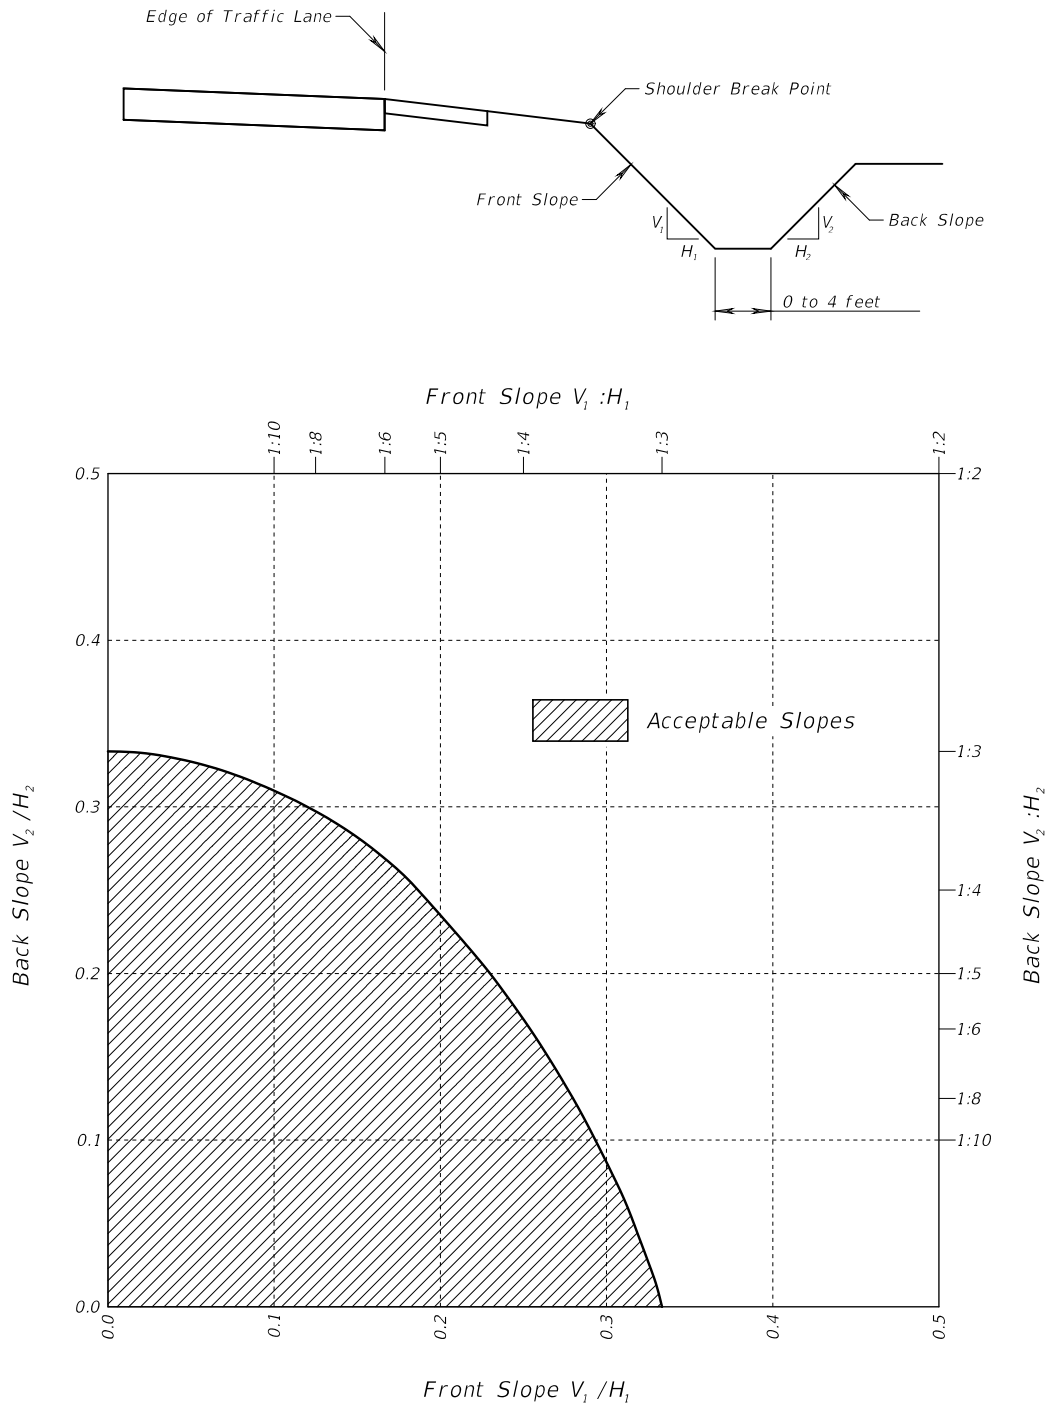 Edge of Traffic Lane
Shoulder Break Point
Front Slope
V₁
H₁
V₂
H₂
Back Slope
0 to 4 feet
Front Slope V₁ :H₁
1:10
1:8
1:6
1:5
1:4
1:3
1:2
0.5
0.4
0.3
0.2
0.1
0.0
Back Slope V₂ /H₂
Acceptable Slopes
1:2
1:3
1:4
1:5
1:6
1:8
1:10
Back Slope V₂ :H₂
0.0
0.1
0.2
0.3
0.4
0.5
Front Slope V₁ /H₁